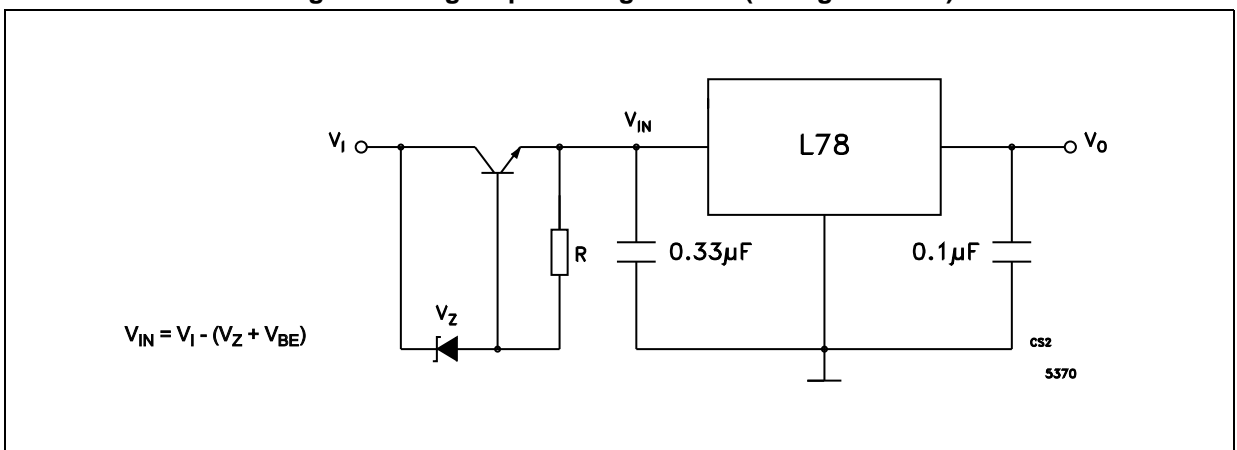 V_I
V_IN
L78
V_O
R
0.33µF
0.1µF
V_Z
V_IN = V_I - (V_Z + V_BE)
CS2
5370